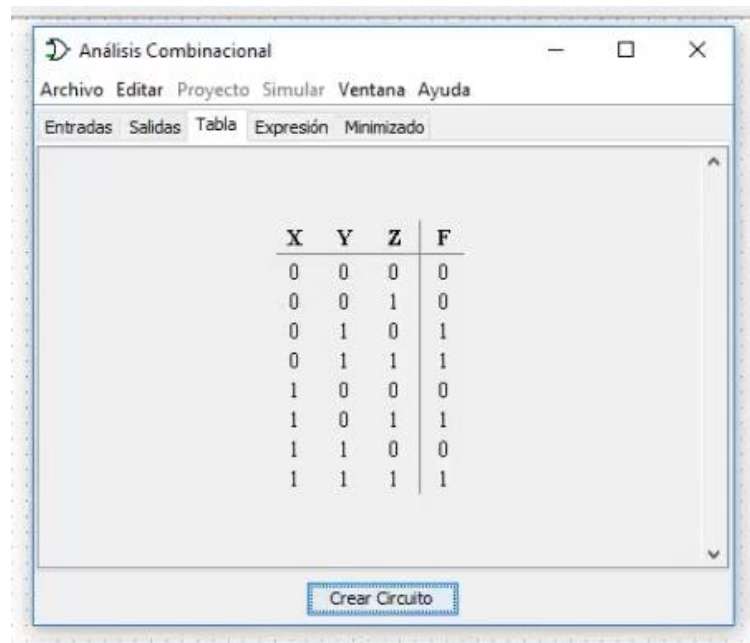 Análisis Combinacional
Archivo Editar Proyecto Simular Ventana Ayuda
Entradas Salidas Tabla Expresión Minimizado
X Y Z F
0 0 0 0
0 0 1 0
0 1 0 1
0 1 1 1
1 0 0 0
1 0 1 1
1 1 0 0
1 1 1 1
Crear Circuito